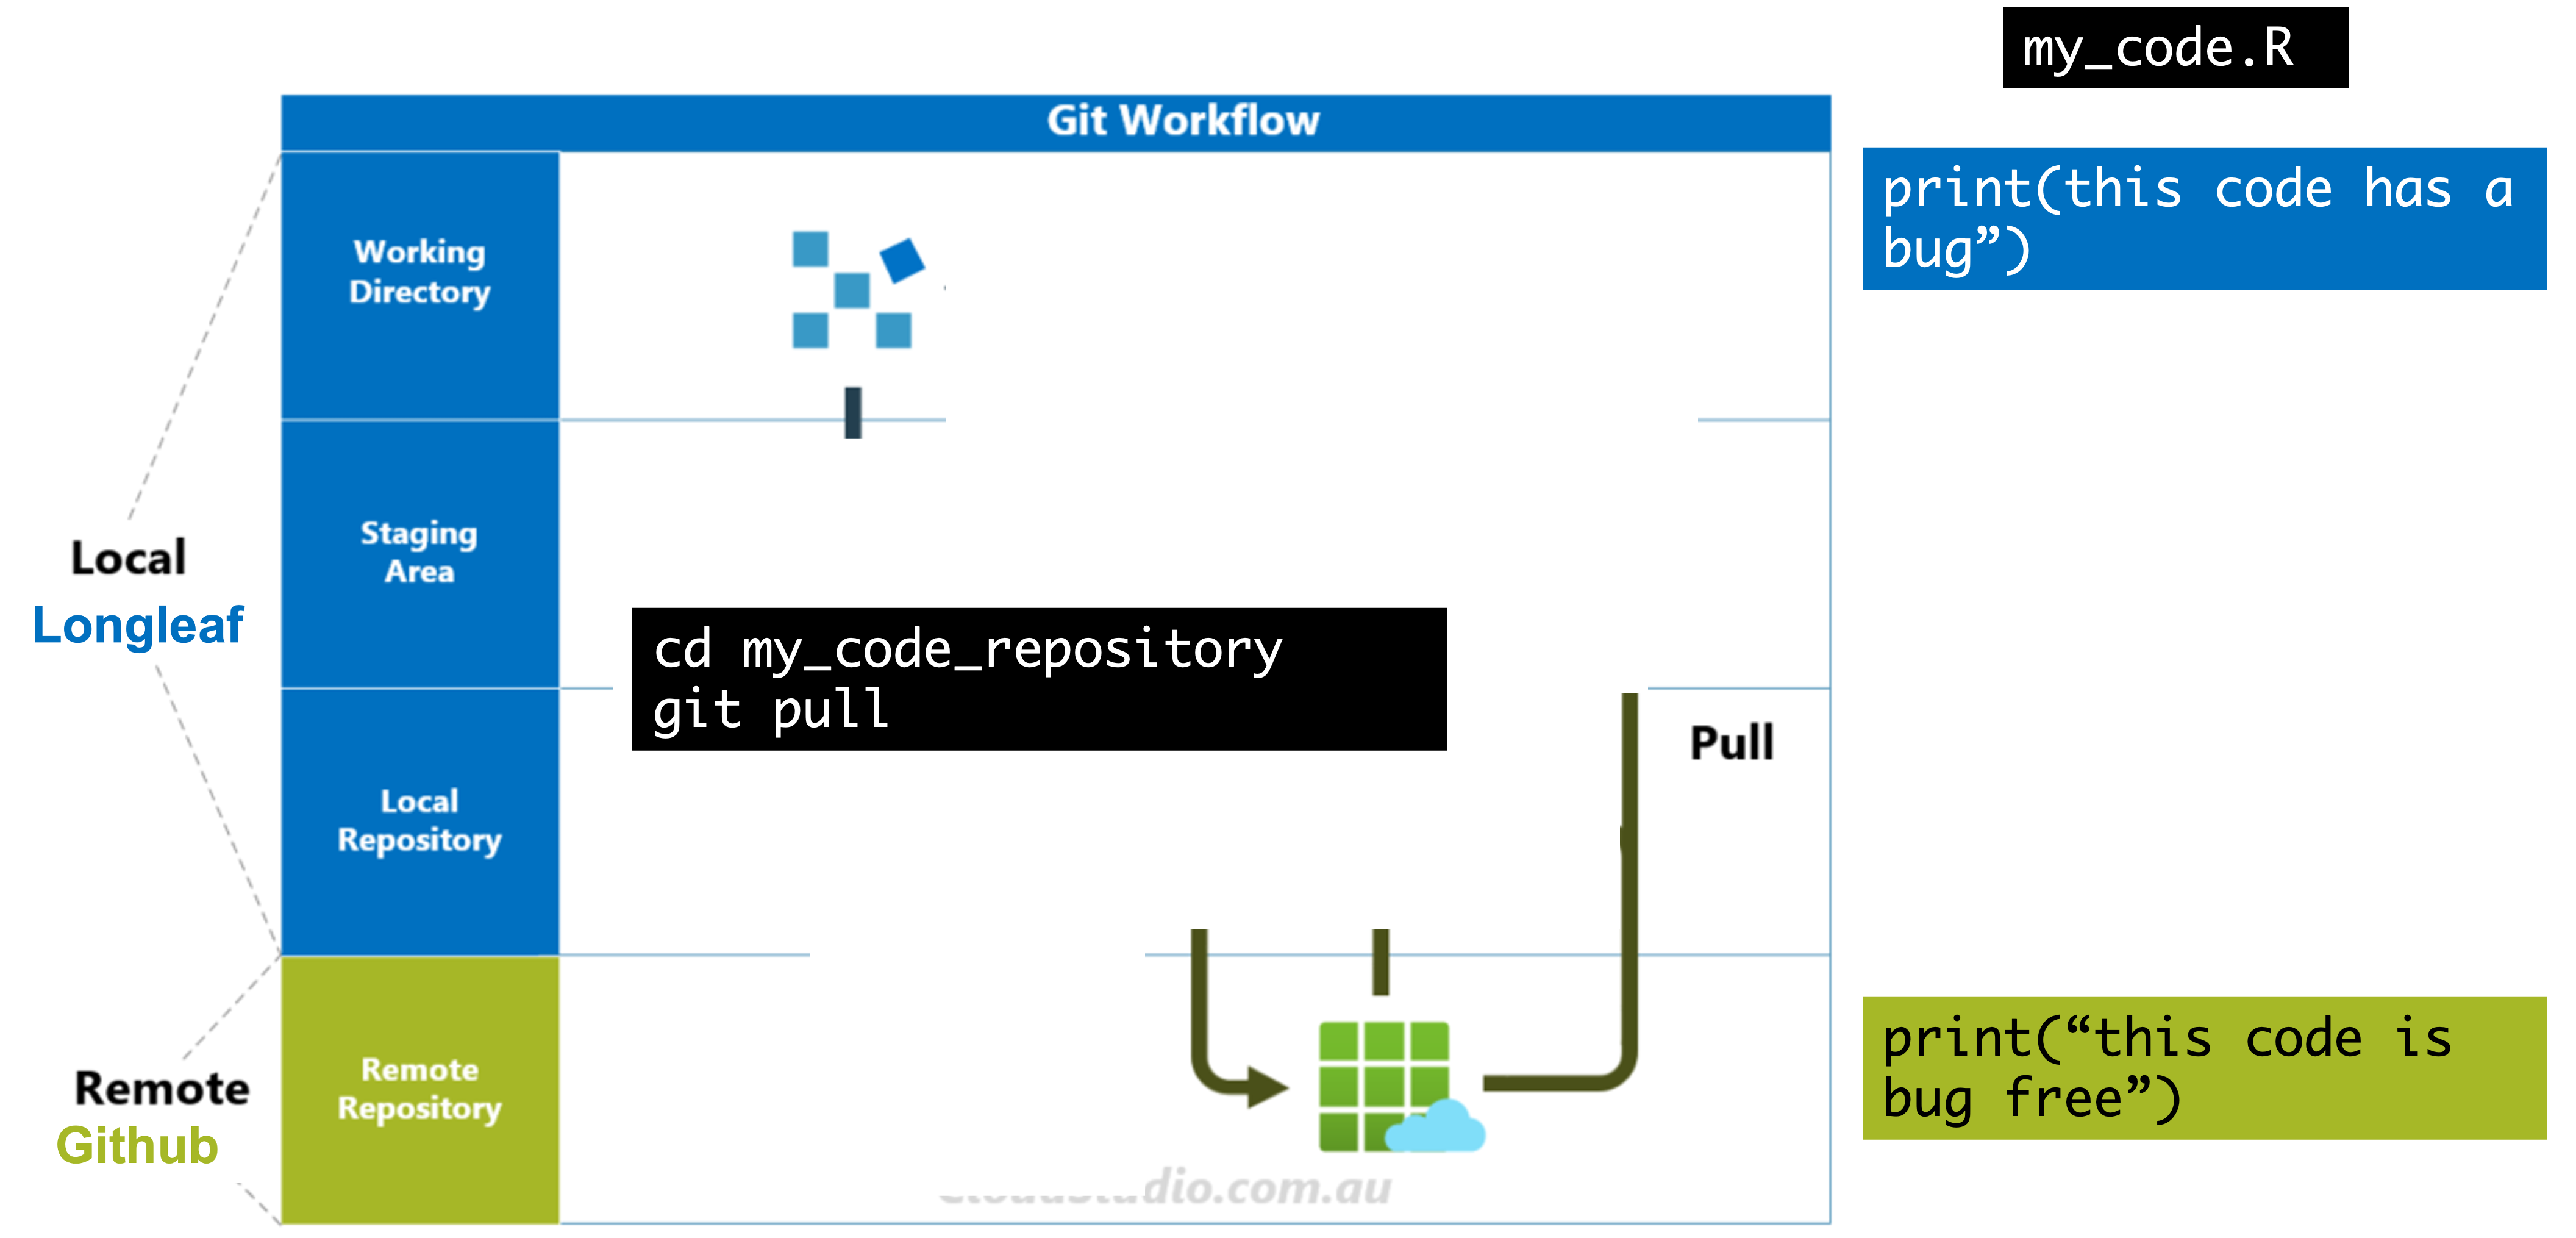 my_code.R
Git Workflow
print(this code has a
bug”)
Working
Directory
Staging
Area
Local
Longleaf
cd my_code_repository
git pull
Pull
Local
Repository
print(“this code is
bug free”)
Remote
Repository
Remote
Github
CloudStudio.com.au